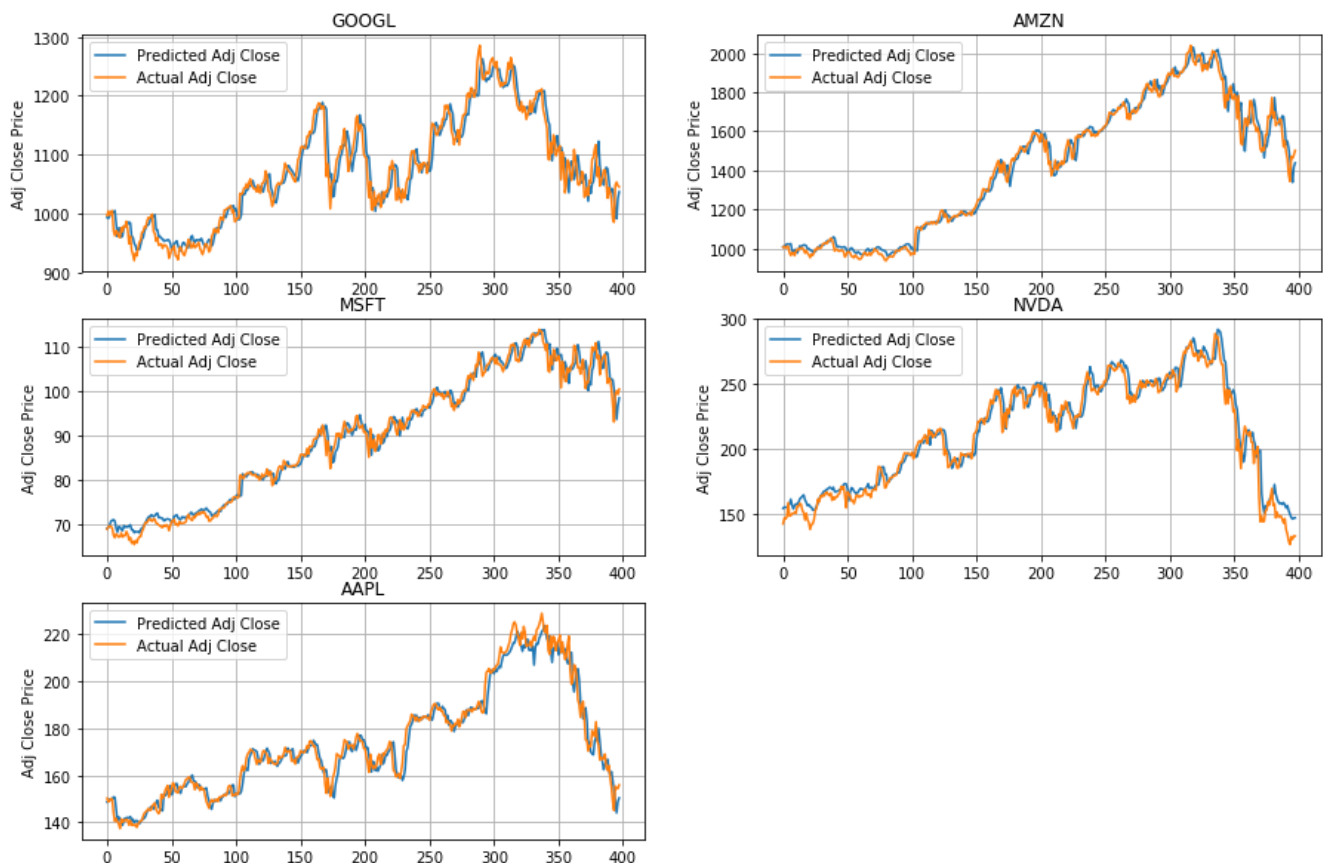 GOOGL
Adj Close Price
1300
1200
1100
1000
900
Predicted Adj Close
Actual Adj Close
0 50 100 150 200 250 300 350 400
AMZN
Adj Close Price
2000
1800
1600
1400
1200
1000
Predicted Adj Close
Actual Adj Close
0 50 100 150 200 250 300 350 400
MSFT
Adj Close Price
110
100
90
80
70
Predicted Adj Close
Actual Adj Close
0 50 100 150 200 250 300 350 400
NVDA
Adj Close Price
300
250
200
150
Predicted Adj Close
Actual Adj Close
0 50 100 150 200 250 300 350 400
AAPL
Adj Close Price
220
200
180
160
140
Predicted Adj Close
Actual Adj Close
0 50 100 150 200 250 300 350 400